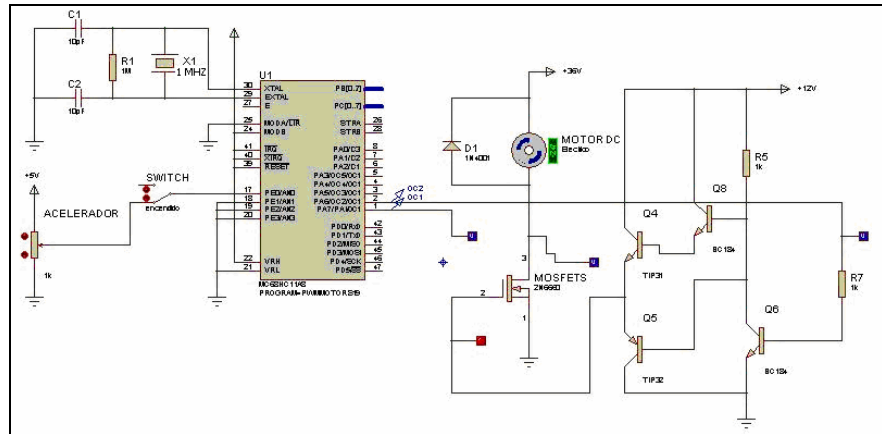 C1
10pF
R1
1M
X1
1 MHZ
C2
10pF
U1
30 XTAL
29 EXTAL
27 E
25 MODA/LIR
24 MODB
41 IRQ
40 XIRQ
39 RESET
17 PE0/AN0
18 PE1/AN1
19 PE2/AN2
20 PE3/AN3
22 VRH
21 VRL
PB[0..7]
PC[0..7]
STRA 26
STRB 28
PA0/IC3 8
PA1/IC2 7
PA2/IC1 6
PA3/OC5/OC1 5
PA4/OC4/OC1 4
PA5/OC3/OC1 3
PA6/OC2/OC1 2
PA7/PAI/OC1 1
PD0/RxD 42
PD1/TxD 43
PD2/MISO 44
PD3/MOSI 45
PD4/SCK 46
PD5/SS 47
OC2
OC1
+5V
ACELERADOR
1k
SWITCH
encendido
+36V
D1
1N4001
MOTOR DC
Electrico
3
2
1
MOSFETS
2N6660
+12V
R5
1k
Q8
BC184
Q4
TIP31
Q5
TIP32
Q6
BC184
R7
1k